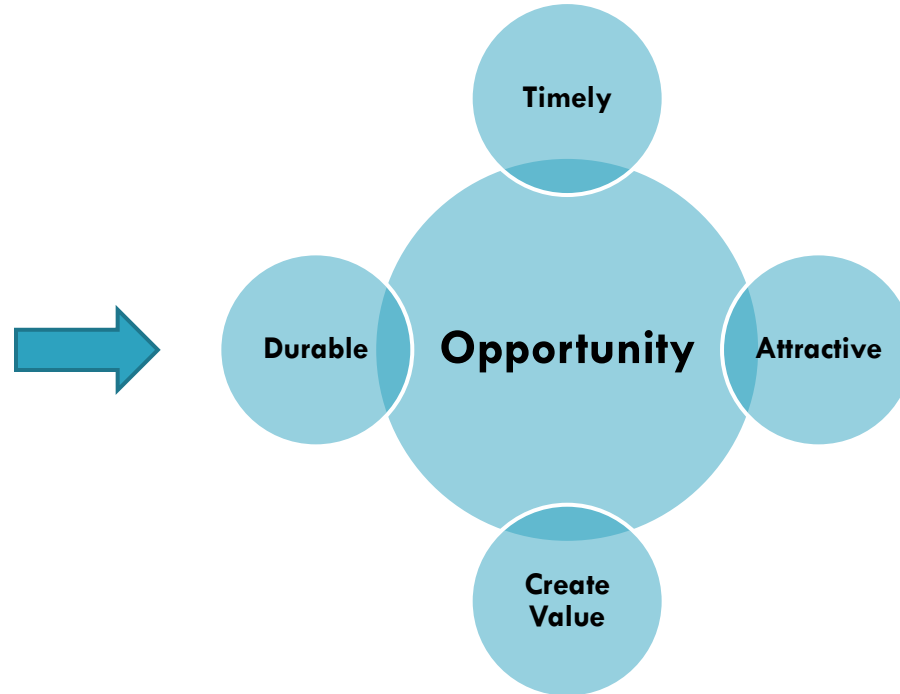 Timely
Durable
Opportunity
Attractive
Create
Value